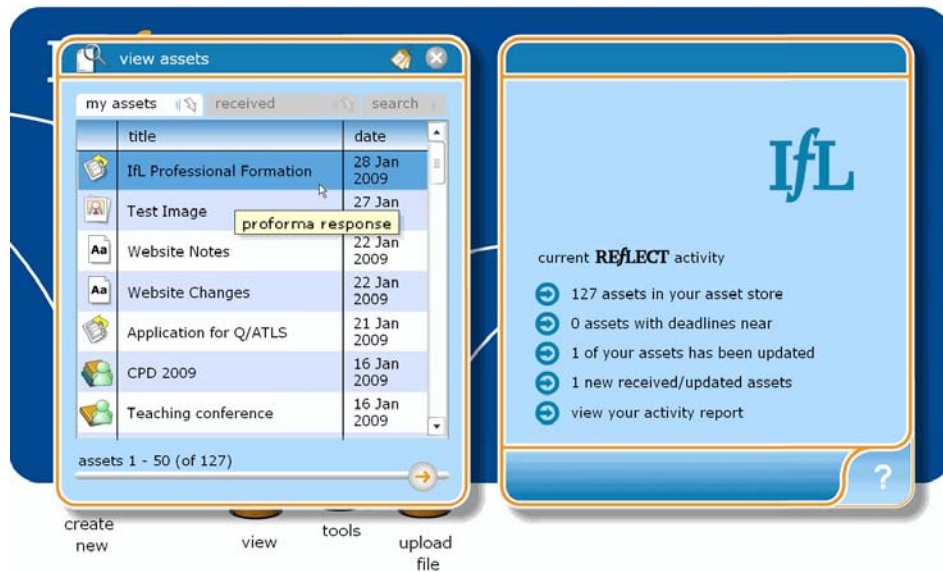 view assets
my assets
received
search
title
date
IfL Professional Formation
28 Jan
2009
Test Image
27 Jan
proforma response
Aa
Website Notes
22 Jan
2009
Aa
Website Changes
22 Jan
2009
Application for Q/ATLS
21 Jan
2009
CPD 2009
16 Jan
2009
Teaching conference
16 Jan
2009
assets 1 - 50 (of 127)
IfL
current REfLECT activity
127 assets in your asset store
0 assets with deadlines near
1 of your assets has been updated
1 new received/updated assets
view your activity report
?
create
new
view
tools
upload
file